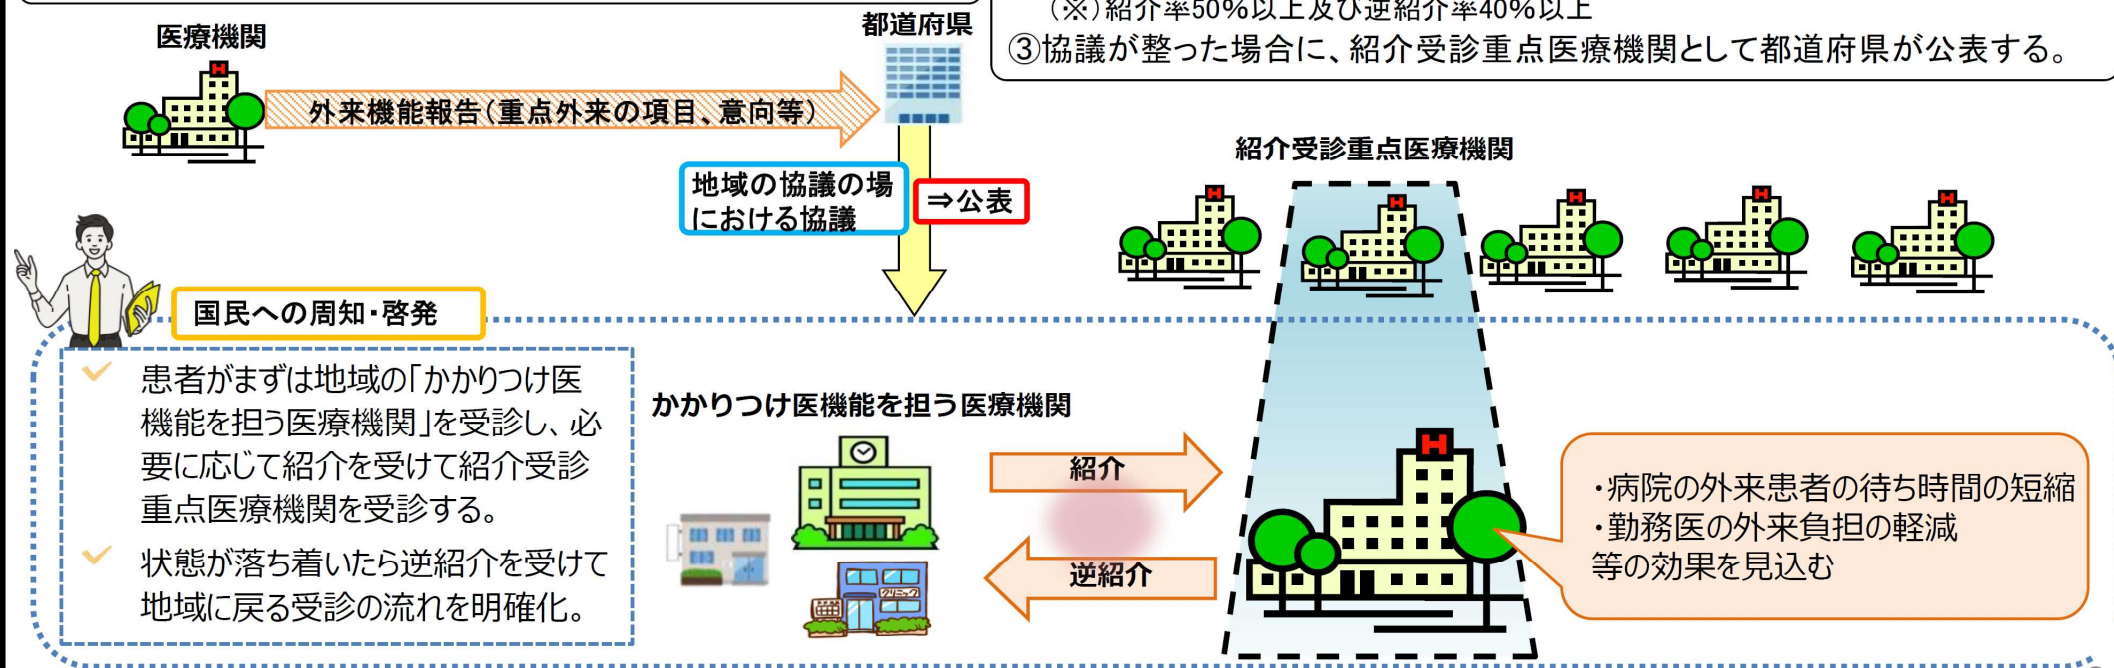 (※)紹介率50%以上及び逆紹介率40%以上
③協議が整った場合に、紹介受診重点医療機関として都道府県が公表する。
医療機関
都道府県
外来機能報告(重点外来の項目、意向等)
地域の協議の場
における協議
⇒公表
紹介受診重点医療機関
H
H
H
H
H
H
国民への周知・啓発
患者がまずは地域の「かかりつけ医
機能を担う医療機関」を受診し、必
要に応じて紹介を受けて紹介受診
重点医療機関を受診する。
状態が落ち着いたら逆紹介を受けて
地域に戻る受診の流れを明確化。
かかりつけ医機能を担う医療機関
クリニック
紹介
逆紹介
H
・病院の外来患者の待ち時間の短縮
・勤務医の外来負担の軽減
等の効果を見込む